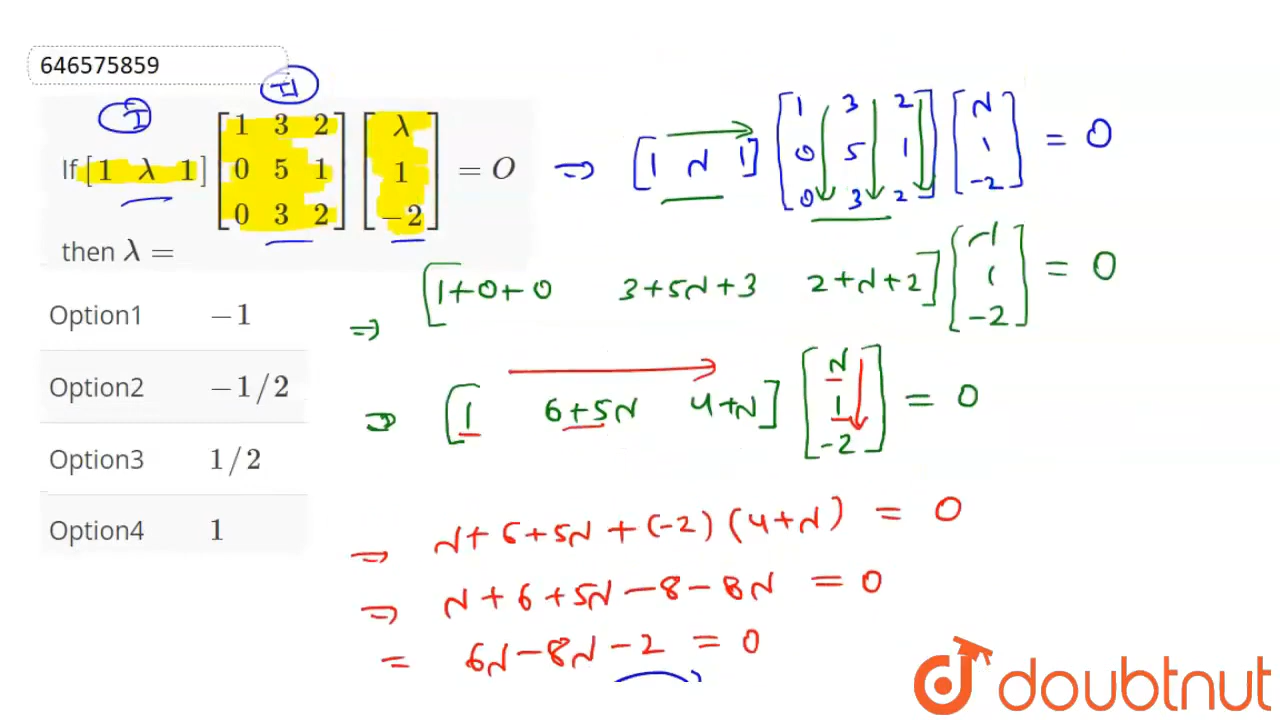 646575859
I
II
If [1 λ 1] [1 3 2
0 5 1
0 3 2] [λ
1
-2] = O
then λ =
Option1 -1
Option2 -1/2
Option3 1/2
Option4 1
⇒ [1 λ 1] [1 3 2
0 5 1
0 3 2] [λ
1
-2] = 0
⇒ [1+0+0 3+5λ+3 2+λ+2] [λ
1
-2] = 0
⇒ [1 6+5λ 4+λ] [λ
1
-2] = 0
⇒ λ+6+5λ+(-2)(4+λ) = 0
⇒ λ+6+5λ-8-8λ = 0
= 6λ-8λ-2 = 0
doubtnut